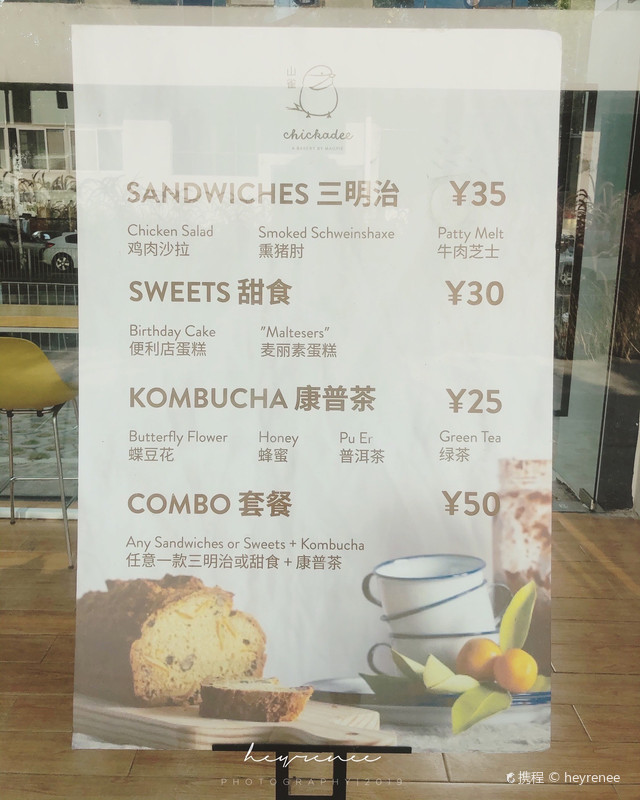 山雀
chickadee
SANDWICHES 三明治 ¥35
Chicken Salad Smoked Schweinshaxe Patty Melt
鸡肉沙拉 熏猪肘 牛肉芝士
SWEETS 甜食 ¥30
Birthday Cake "Maltesers"
便利店蛋糕 麦丽素蛋糕
KOMBUCHA 康普茶 ¥25
Butterfly Flower Honey Pu Er Green Tea
蝶豆花 蜂蜜 普洱茶 绿茶
COMBO 套餐 ¥50
Any Sandwiches or Sweets + Kombucha
任意一款三明治或甜食 + 康普茶
heyrenee
PHOTOGRAPHY|2019
携程 © heyrenee